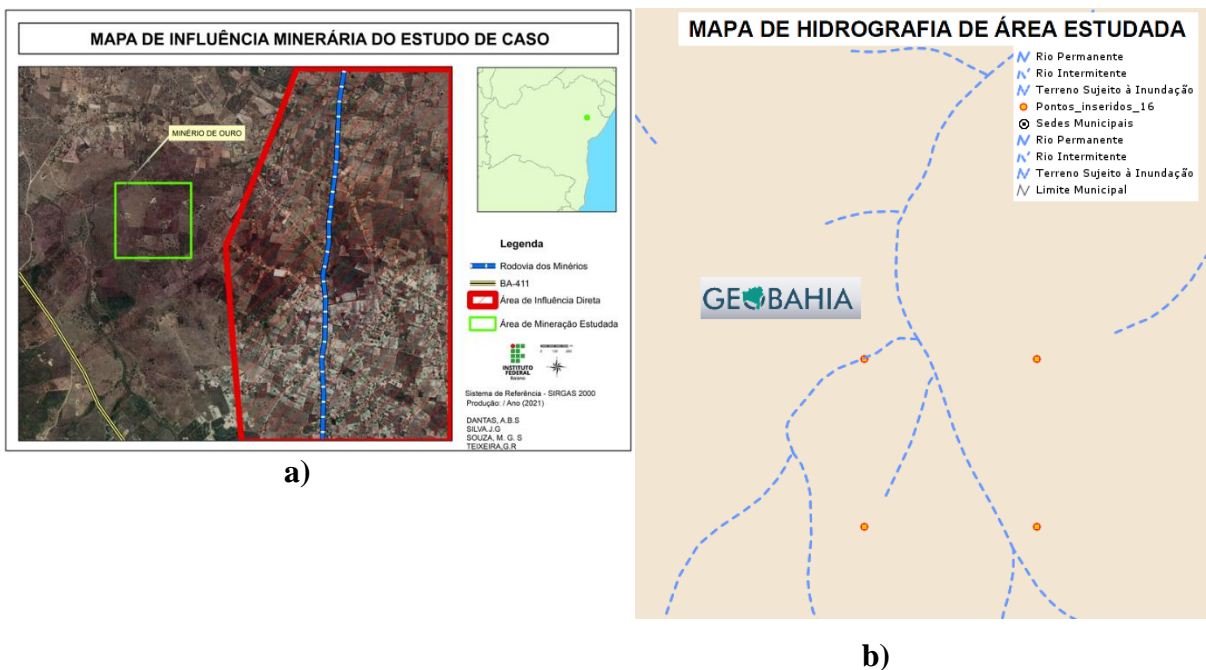 MAPA DE INFLUÊNCIA MINERÁRIA DO ESTUDO DE CASO
MINÉRIO DE OURO
Legenda
Rodovia dos Minérios
BA-411
Área de Influência Direta
Área de Mineração Estudada
INSTITUTO
FEDERAL
Baiano
Sistema de Referência - SIRGAS 2000
Produção: / Ano (2021)
DANTAS, A.B.S
SILVA.J.G
SOUZA, M. G. S
TEIXEIRA,G.R
a)
MAPA DE HIDROGRAFIA DE ÁREA ESTUDADA
Rio Permanente
Rio Intermitente
Terreno Sujeito à Inundação
Pontos_inseridos_16
Sedes Municipais
Rio Permanente
Rio Intermitente
Terreno Sujeito à Inundação
Limite Municipal
GEOBAHIA
b)